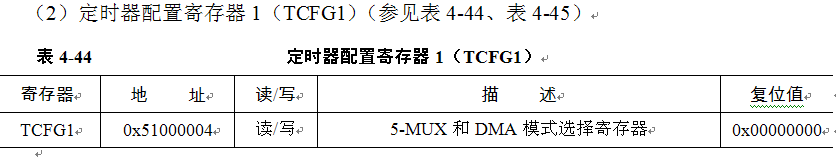 （2）定时器配置寄存器 1（TCFG1）（参见表 4-44、表 4-45）
表 4-44 定时器配置寄存器 1（TCFG1）
寄存器 地 址 读/写 描 述 复位值
TCFG1 0x51000004 读/写 5-MUX 和 DMA 模式选择寄存器 0x00000000